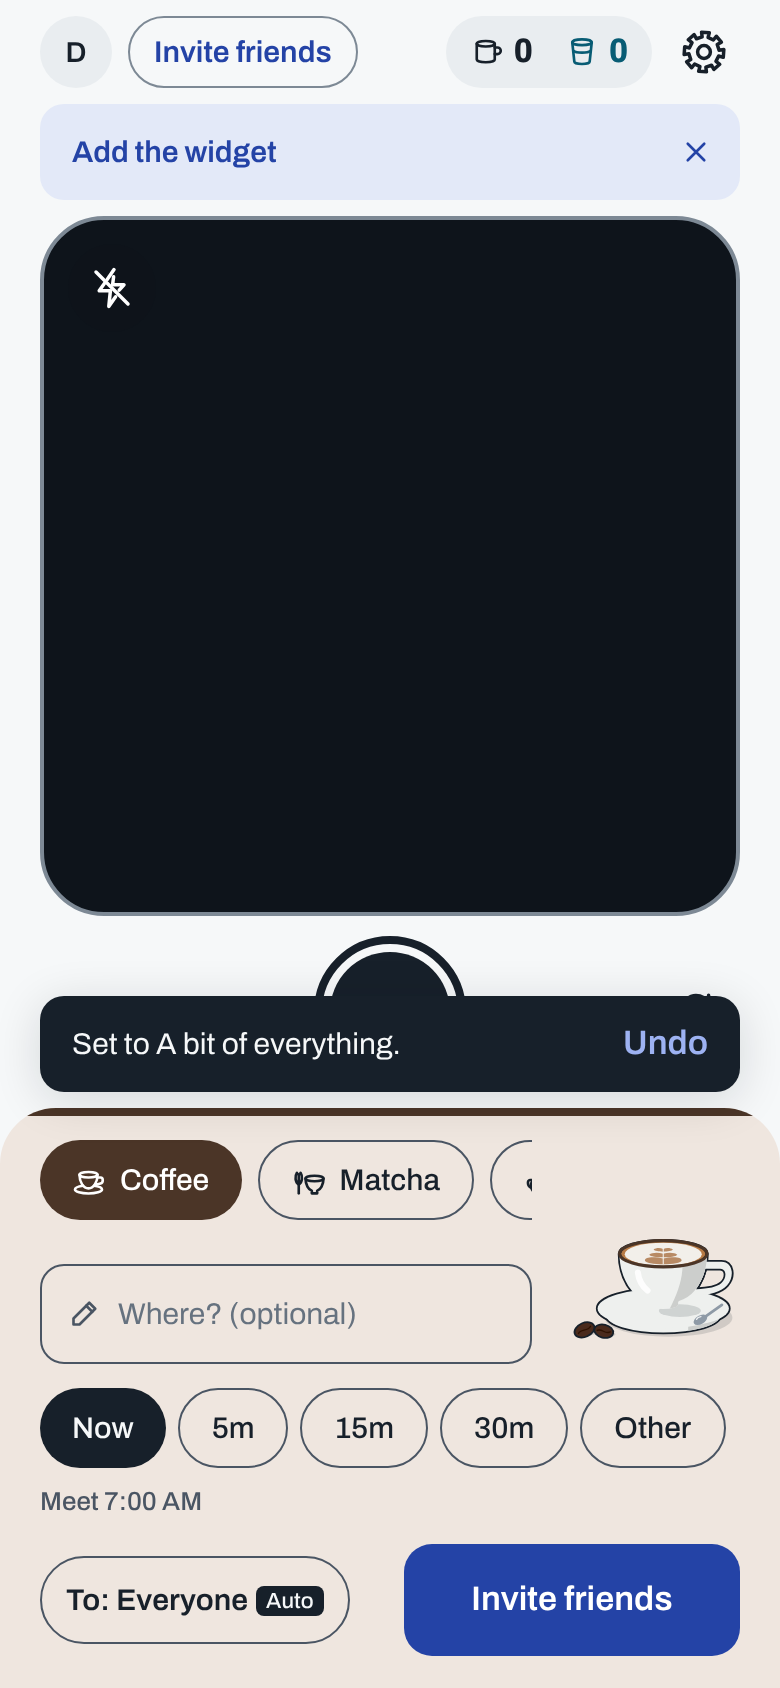 D
Invite friends
0
0
Add the widget
Set to A bit of everything.
Undo
Coffee
Matcha
Where? (optional)
Now
5m
15m
30m
Other
Meet 7:00 AM
To: Everyone
Auto
Invite friends